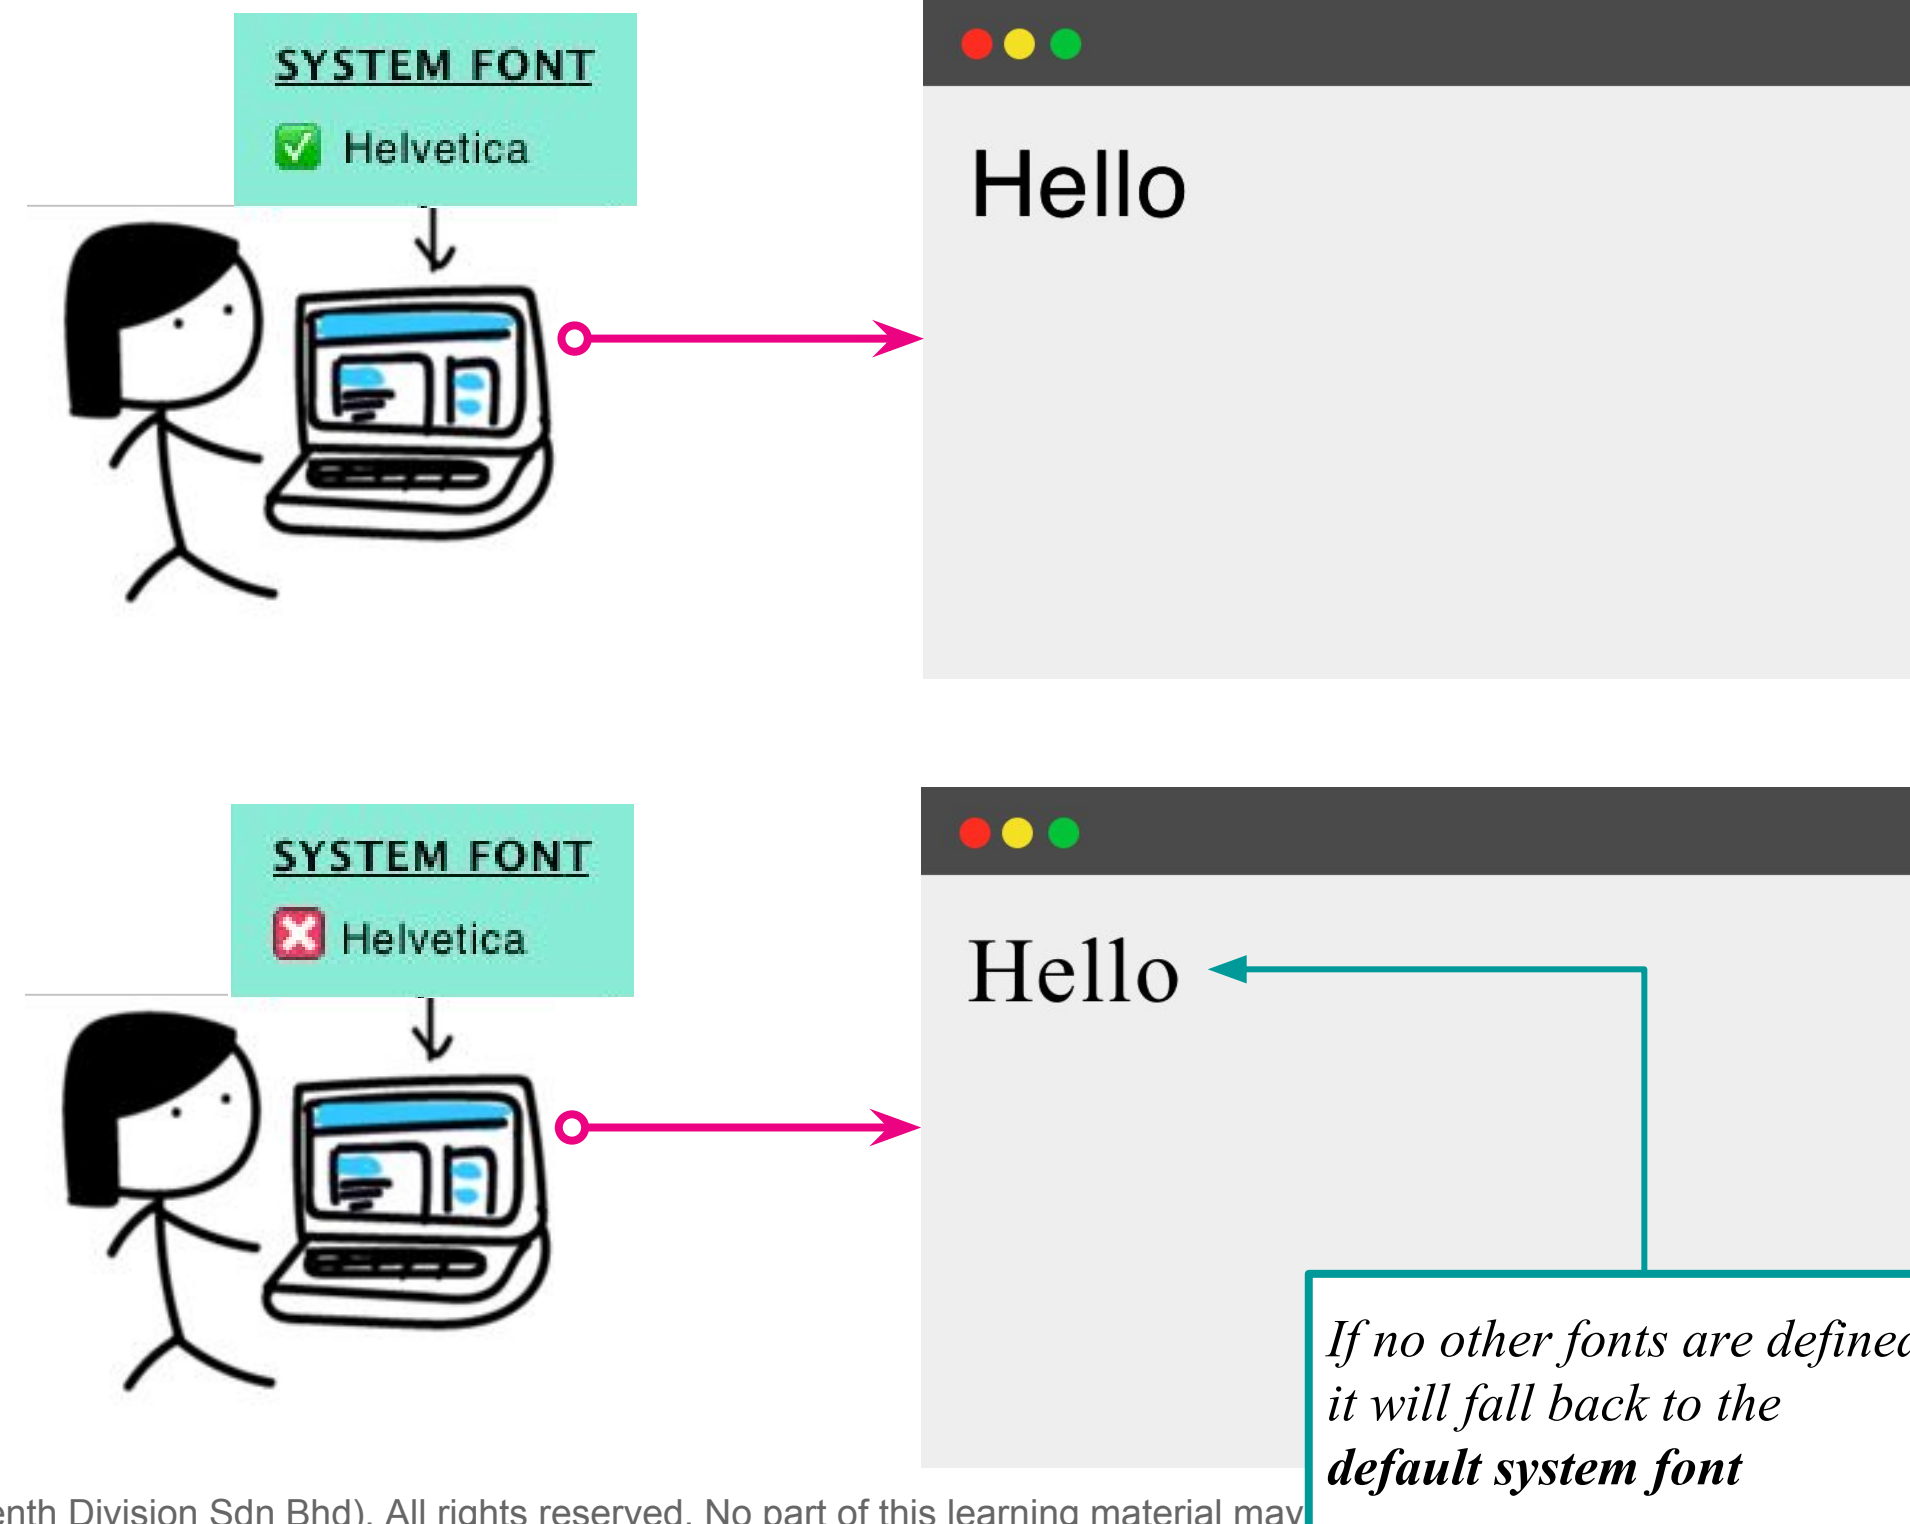 SYSTEM FONT
Helvetica
Hello
SYSTEM FONT
Helvetica
Hello
If no other fonts are defined
it will fall back to the
default system font
enth Division Sdn Bhd). All rights reserved. No part of this learning material may